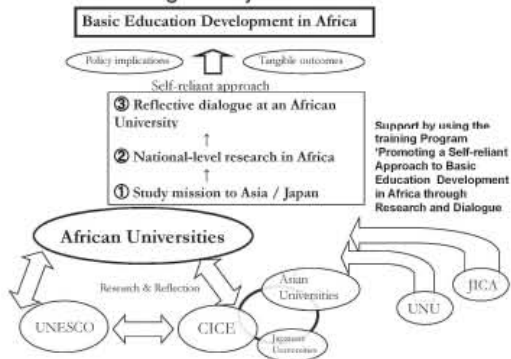 Basic Education Development in Africa
Policy implications
Tangible outcomes
Self-reliant approach
③ Reflective dialogue at an African
University
↑
② National-level research in Africa
↑
① Study mission to Asia / Japan
Support by using the
training Program
'Promoting a Self-reliant
Approach to Basic
Education Development
in Africa through
Research and Dialogue
African Universities
Research & Reflection
Asian
Universities
JICA
UNU
UNESCO
CICE
Japanese
Universities